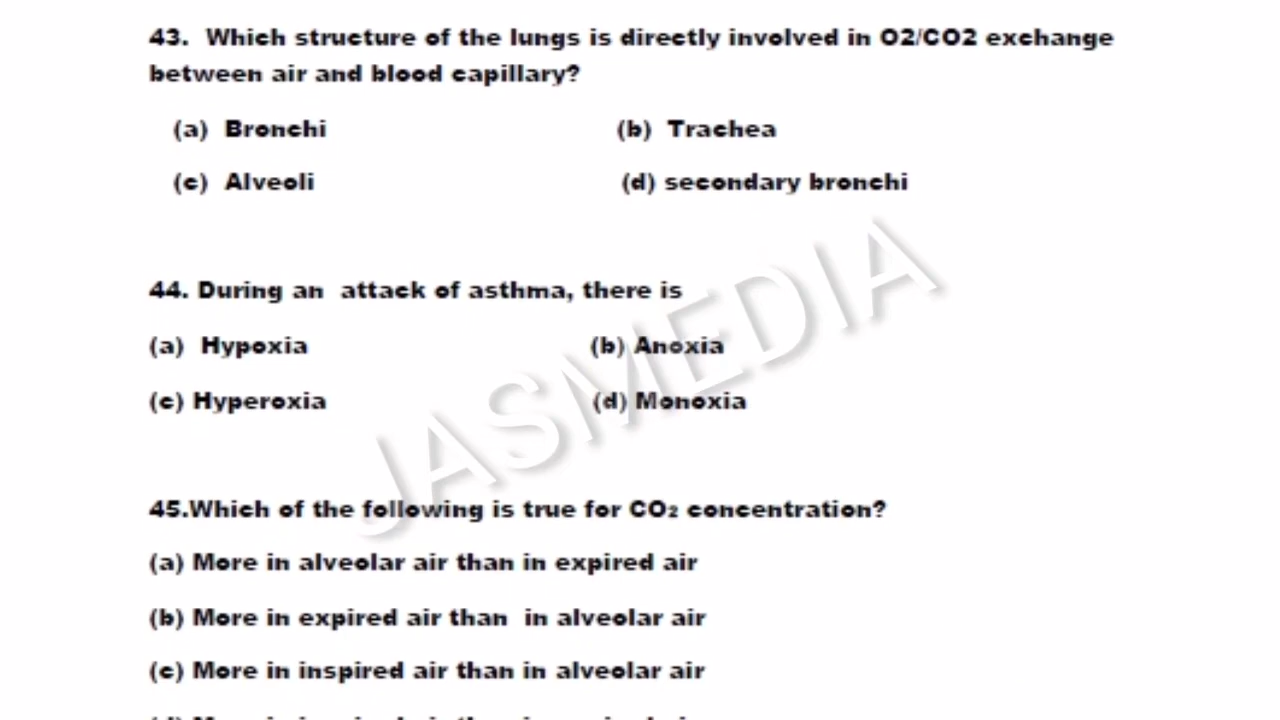 43. Which structure of the lungs is directly involved in O2/CO2 exchange
between air and blood capillary?
(a) Bronchi (b) Trachea
(c) Alveoli (d) secondary bronchi
44. During an attack of asthma, there is
(a) Hypoxia (b) Anoxia
(c) Hyperoxia (d) Monoxia
JASMEDIA
45.Which of the following is true for CO₂ concentration?
(a) More in alveolar air than in expired air
(b) More in expired air than in alveolar air
(c) More in inspired air than in alveolar air